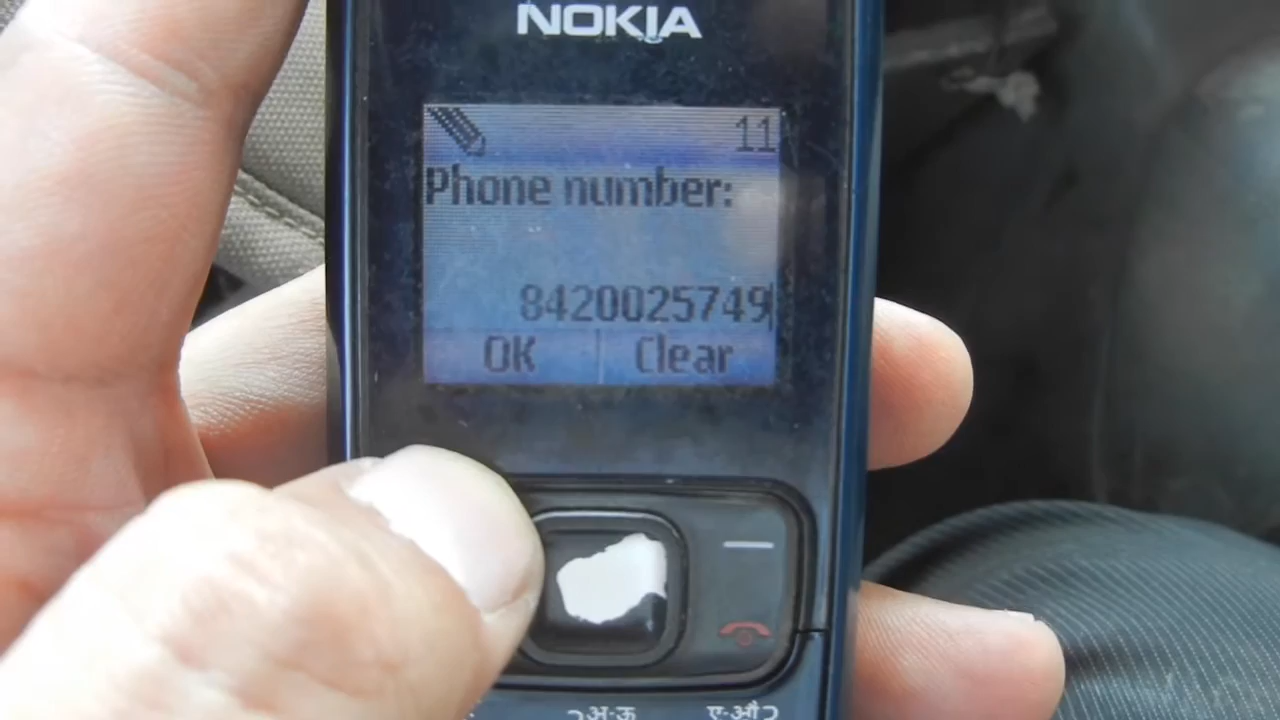 NOKIA
11
Phone number:
8420025749
OK Clear
अ-ऊ ए-औ